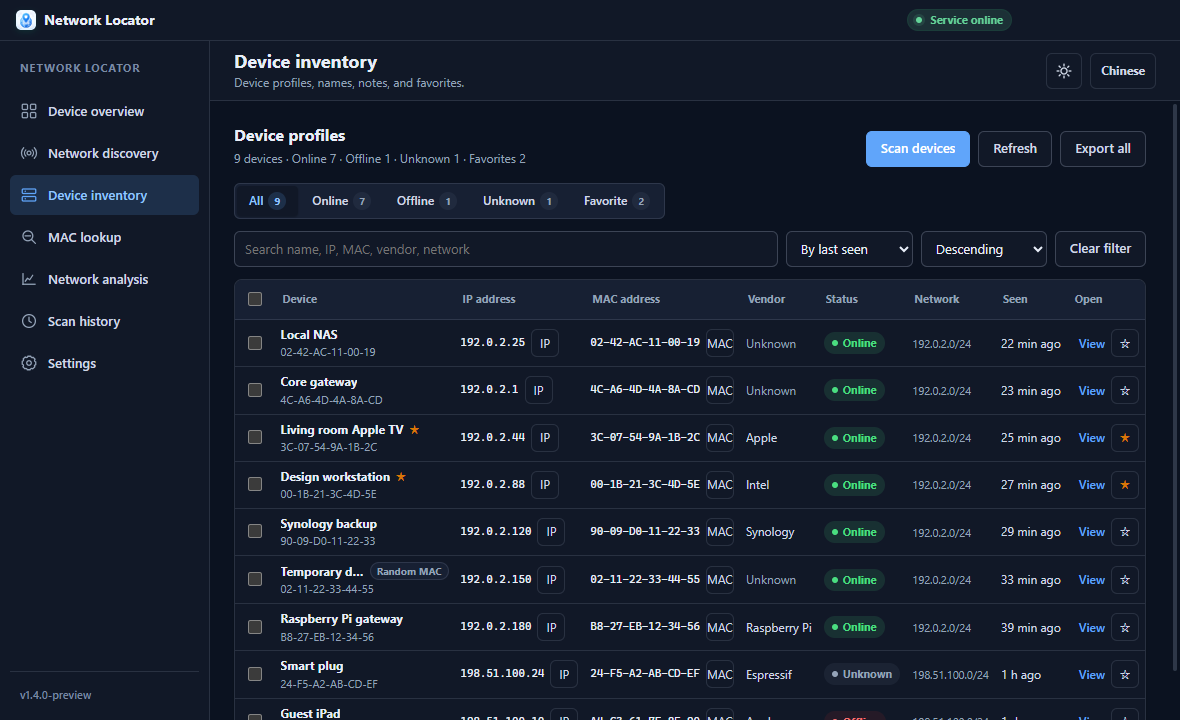 Network Locator
Service online
NETWORK LOCATOR
Device overview
Network discovery
Device inventory
MAC lookup
Network analysis
Scan history
Settings
v1.4.0-preview
Device inventory
Device profiles, names, notes, and favorites.
Chinese
Device profiles
9 devices · Online 7 · Offline 1 · Unknown 1 · Favorites 2
Scan devices Refresh Export all
All 9 Online 7 Offline 1 Unknown 1 Favorite 2
Search name, IP, MAC, vendor, network
By last seen Descending Clear filter
Device IP address MAC address Vendor Status Network Seen Open
Local NAS
02-42-AC-11-00-19
192.0.2.25 IP 02-42-AC-11-00-19 MAC Unknown Online 192.0.2.0/24 22 min ago View ☆
Core gateway
4C-A6-4D-4A-8A-CD
192.0.2.1 IP 4C-A6-4D-4A-8A-CD MAC Unknown Online 192.0.2.0/24 23 min ago View ☆
Living room Apple TV ★
3C-07-54-9A-1B-2C
192.0.2.44 IP 3C-07-54-9A-1B-2C MAC Apple Online 192.0.2.0/24 25 min ago View ★
Design workstation ★
00-1B-21-3C-4D-5E
192.0.2.88 IP 00-1B-21-3C-4D-5E MAC Intel Online 192.0.2.0/24 27 min ago View ★
Synology backup
90-09-D0-11-22-33
192.0.2.120 IP 90-09-D0-11-22-33 MAC Synology Online 192.0.2.0/24 29 min ago View ☆
Temporary d... Random MAC
02-11-22-33-44-55
192.0.2.150 IP 02-11-22-33-44-55 MAC Unknown Online 192.0.2.0/24 33 min ago View ☆
Raspberry Pi gateway
B8-27-EB-12-34-56
192.0.2.180 IP B8-27-EB-12-34-56 MAC Raspberry Pi Online 192.0.2.0/24 39 min ago View ☆
Smart plug
24-F5-A2-AB-CD-EF
198.51.100.24 IP 24-F5-A2-AB-CD-EF MAC Espressif Unknown 198.51.100.0/24 1 h ago View ☆
Guest iPad